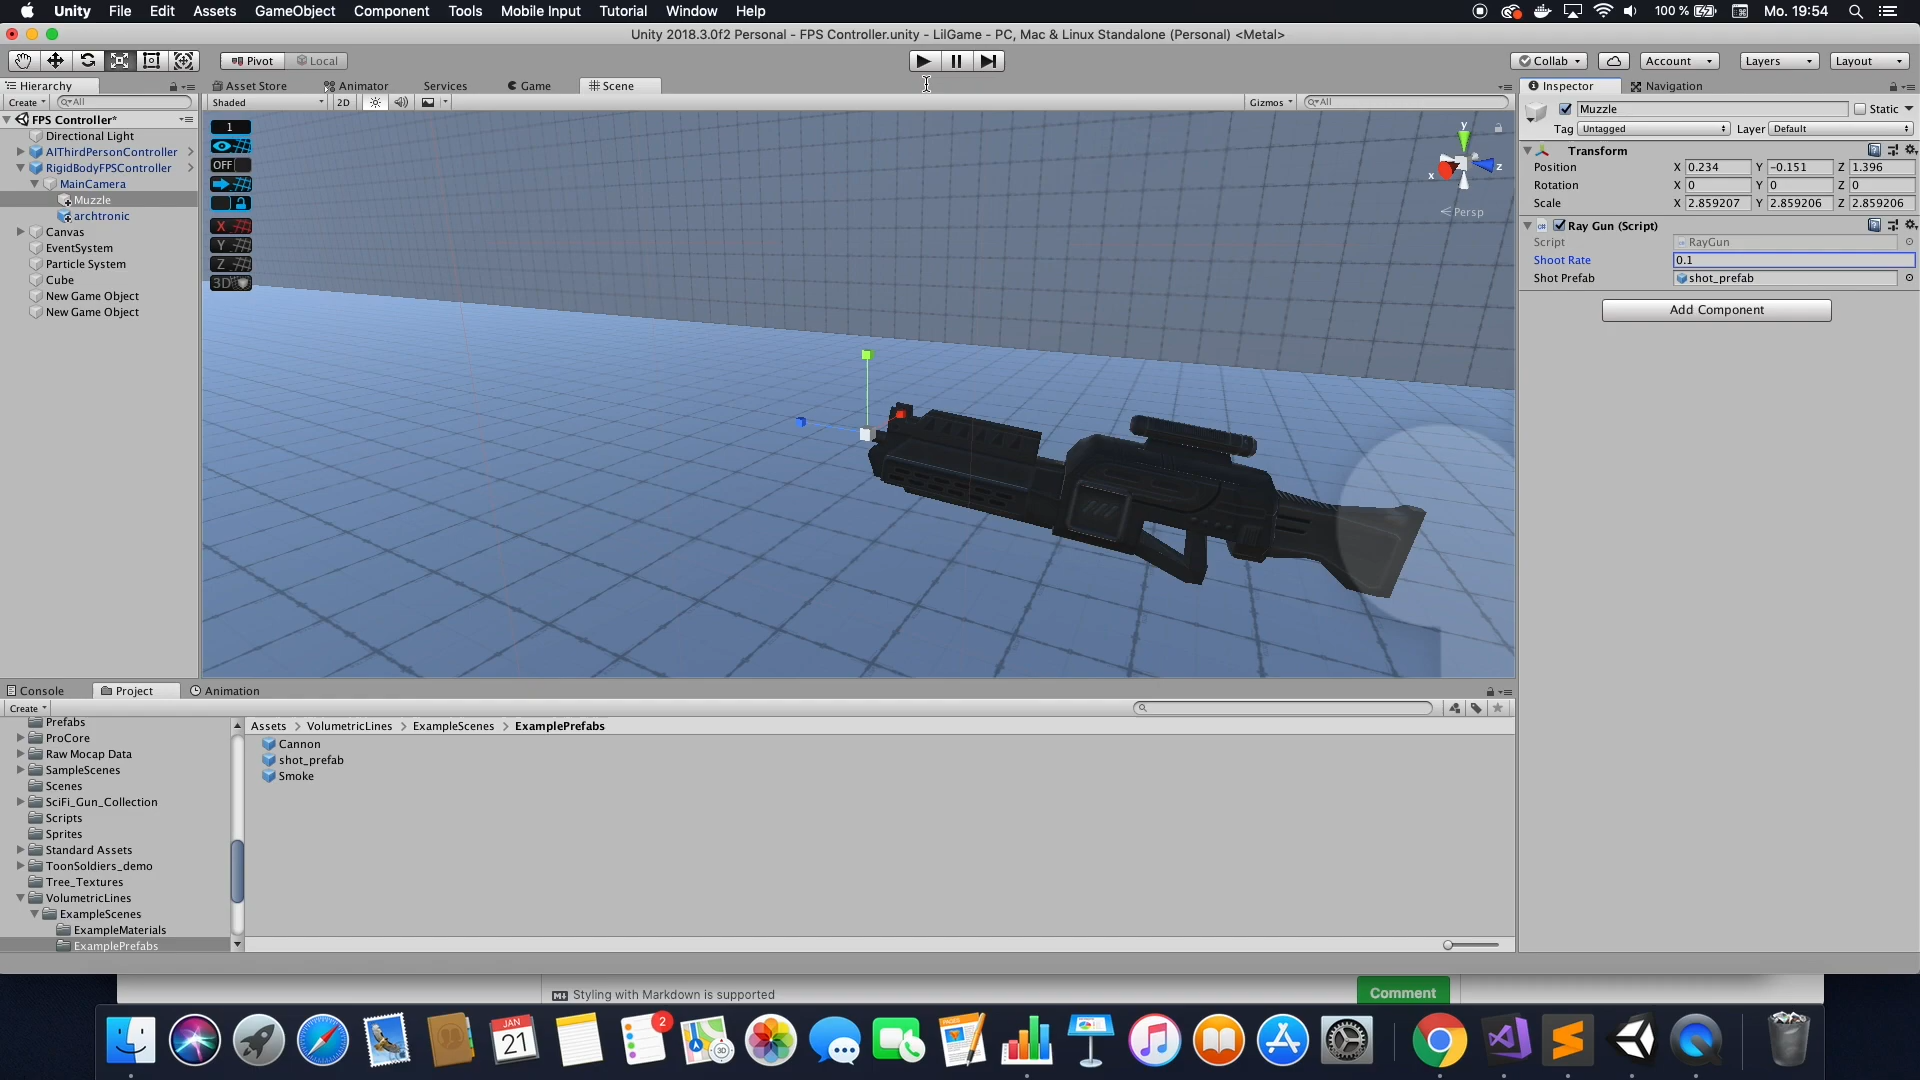 Unity File Edit Assets GameObject Component Tools Mobile Input Tutorial Window Help 100 % Mo. 19:54
Unity 2018.3.0f2 Personal - FPS Controller.unity - LilGame - PC, Mac & Linux Standalone (Personal) <Metal>
Pivot Local Collab Account Layers Layout
Hierarchy Asset Store Animator Services Game Scene Inspector Navigation
Create All Shaded 2D Gizmos All Muzzle Static
FPS Controller* 1 y Tag Untagged Layer Default
Directional Light
AIThirdPersonController Transform
RigidBodyFPSController OFF x z Position X 0.234 Y -0.151 Z 1.396
MainCamera Rotation X 0 Y 0 Z 0
Muzzle Scale X 2.859207 Y 2.859206 Z 2.859206
archtronic Persp
Canvas X Ray Gun (Script)
EventSystem Y Script RayGun
Particle System Z Shoot Rate 0.1
Cube 3D Shot Prefab shot_prefab
New Game Object
New Game Object Add Component
Console Project Animation
Create
Prefabs Assets > VolumetricLines > ExampleScenes > ExamplePrefabs
ProCore Cannon
Raw Mocap Data shot_prefab
SampleScenes Smoke
Scenes
SciFi_Gun_Collection
Scripts
Sprites
Standard Assets
ToonSoldiers_demo
Tree_Textures
VolumetricLines
ExampleScenes
ExampleMaterials
ExamplePrefabs
Styling with Markdown is supported Comment
JAN 2 3D PAGES
21